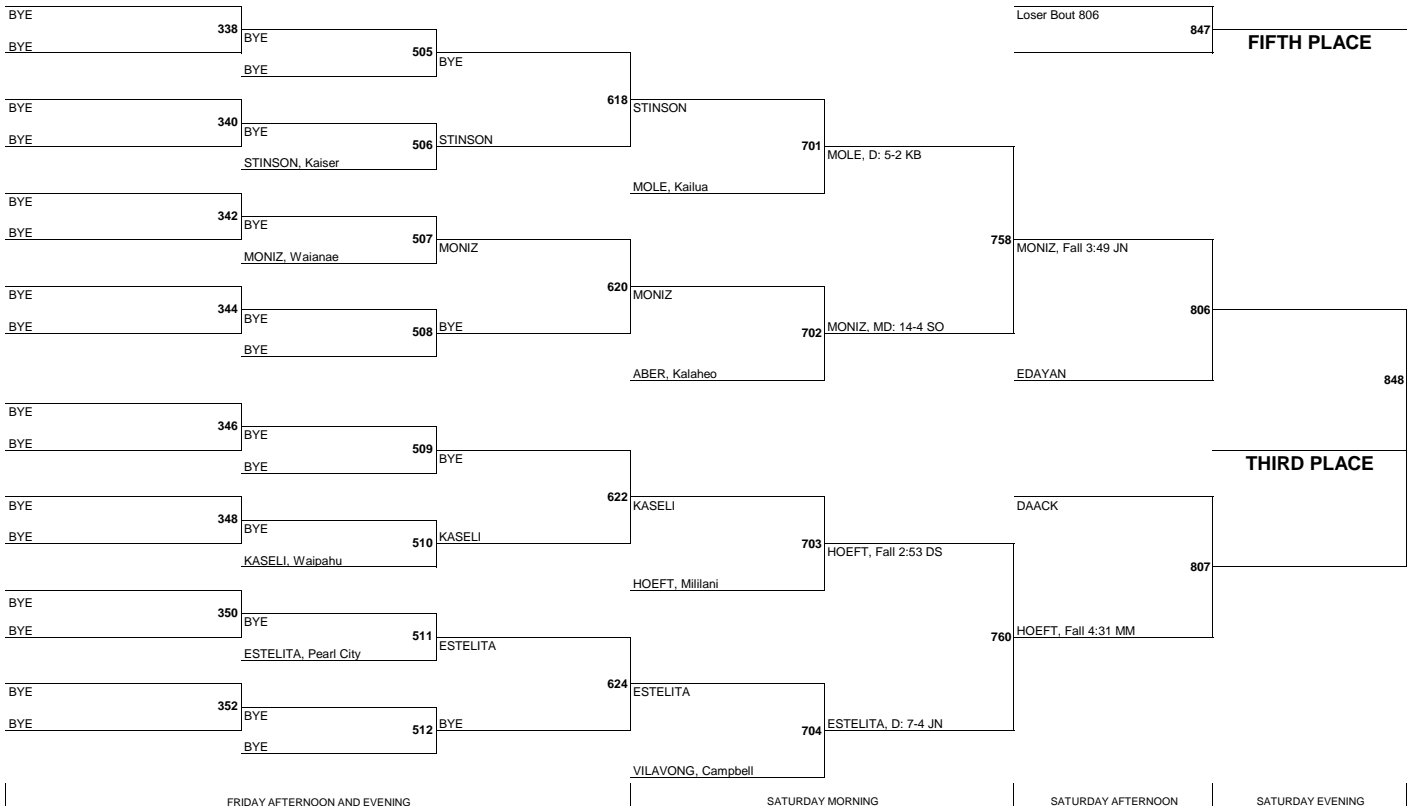 BYE
338
BYE
BYE
505
BYE
BYE
618
STINSON
BYE
340
BYE
BYE
506
STINSON
STINSON, Kaiser
701
MOLE, D: 5-2 KB
MOLE, Kailua
BYE
342
BYE
BYE
507
MONIZ
MONIZ, Waianae
758
MONIZ, Fall 3:49 JN
620
MONIZ
BYE
344
BYE
BYE
508
BYE
BYE
702
MONIZ, MD: 14-4 SO
ABER, Kalaheo
806
EDAYAN
848
Loser Bout 806
847
FIFTH PLACE
BYE
346
BYE
BYE
509
BYE
BYE
622
KASELI
BYE
348
BYE
BYE
510
KASELI
KASELI, Waipahu
703
HOEFT, Fall 2:53 DS
HOEFT, Mililani
THIRD PLACE
DAACK
807
BYE
350
BYE
BYE
511
ESTELITA
ESTELITA, Pearl City
760
HOEFT, Fall 4:31 MM
624
ESTELITA
BYE
352
BYE
BYE
512
BYE
BYE
704
ESTELITA, D: 7-4 JN
VILAVONG, Campbell
FRIDAY AFTERNOON AND EVENING
SATURDAY MORNING
SATURDAY AFTERNOON
SATURDAY EVENING